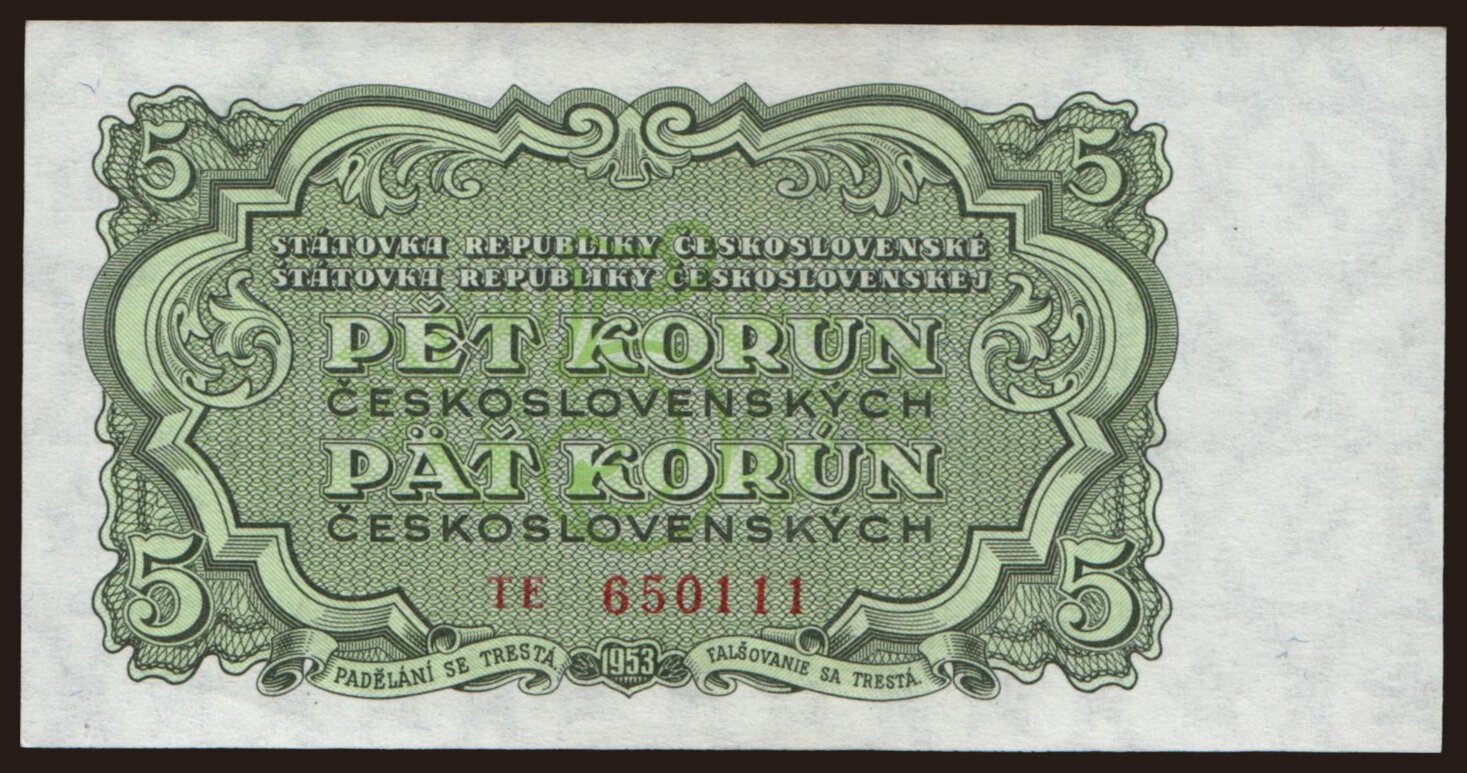 5 5
STÁTOVKA REPUBLIKY ČESKOSLOVENSKÉ
ŠTÁTOVKA REPUBLIKY ČESKOSLOVENSKEJ
PĚT KORUN
ČESKOSLOVENSKÝCH
PÄŤ KORÚN
ČESKOSLOVENSKÝCH
5 5
TE 650111
PADĚLÁNÍ SE TRESTÁ 1953 FALŠOVANIE SA TRESTÁ.